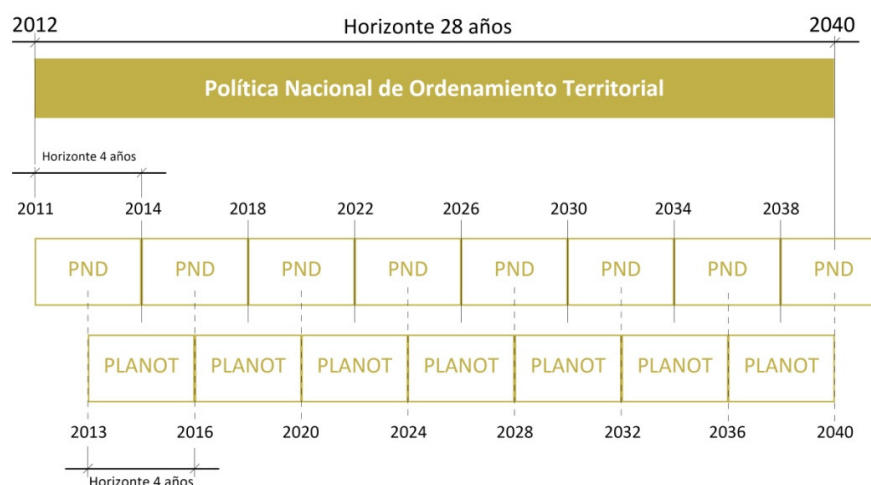 2012 Horizonte 28 años 2040
Política Nacional de Ordenamiento Territorial
Horizonte 4 años
2011 2014 2018 2022 2026 2030 2034 2038
PND PND PND PND PND PND PND PND
PLANOT PLANOT PLANOT PLANOT PLANOT PLANOT PLANOT
2013 2016 2020 2024 2028 2032 2036 2040
Horizonte 4 años